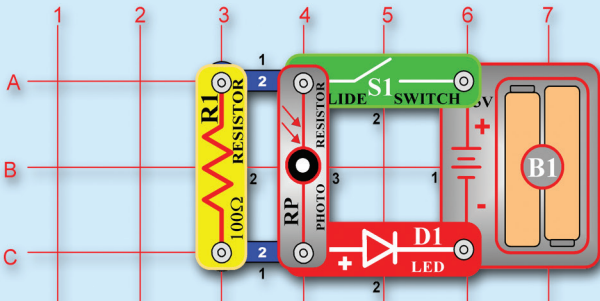 1 2 3 4 5 6 7
A
B
C
1
2
R1
RESISTOR
100Ω
2
RP
PHOTO RESISTOR
3
LIDE S1 SWITCH
2
1
V
+
-
B1
2
1
D1
+
LED
2